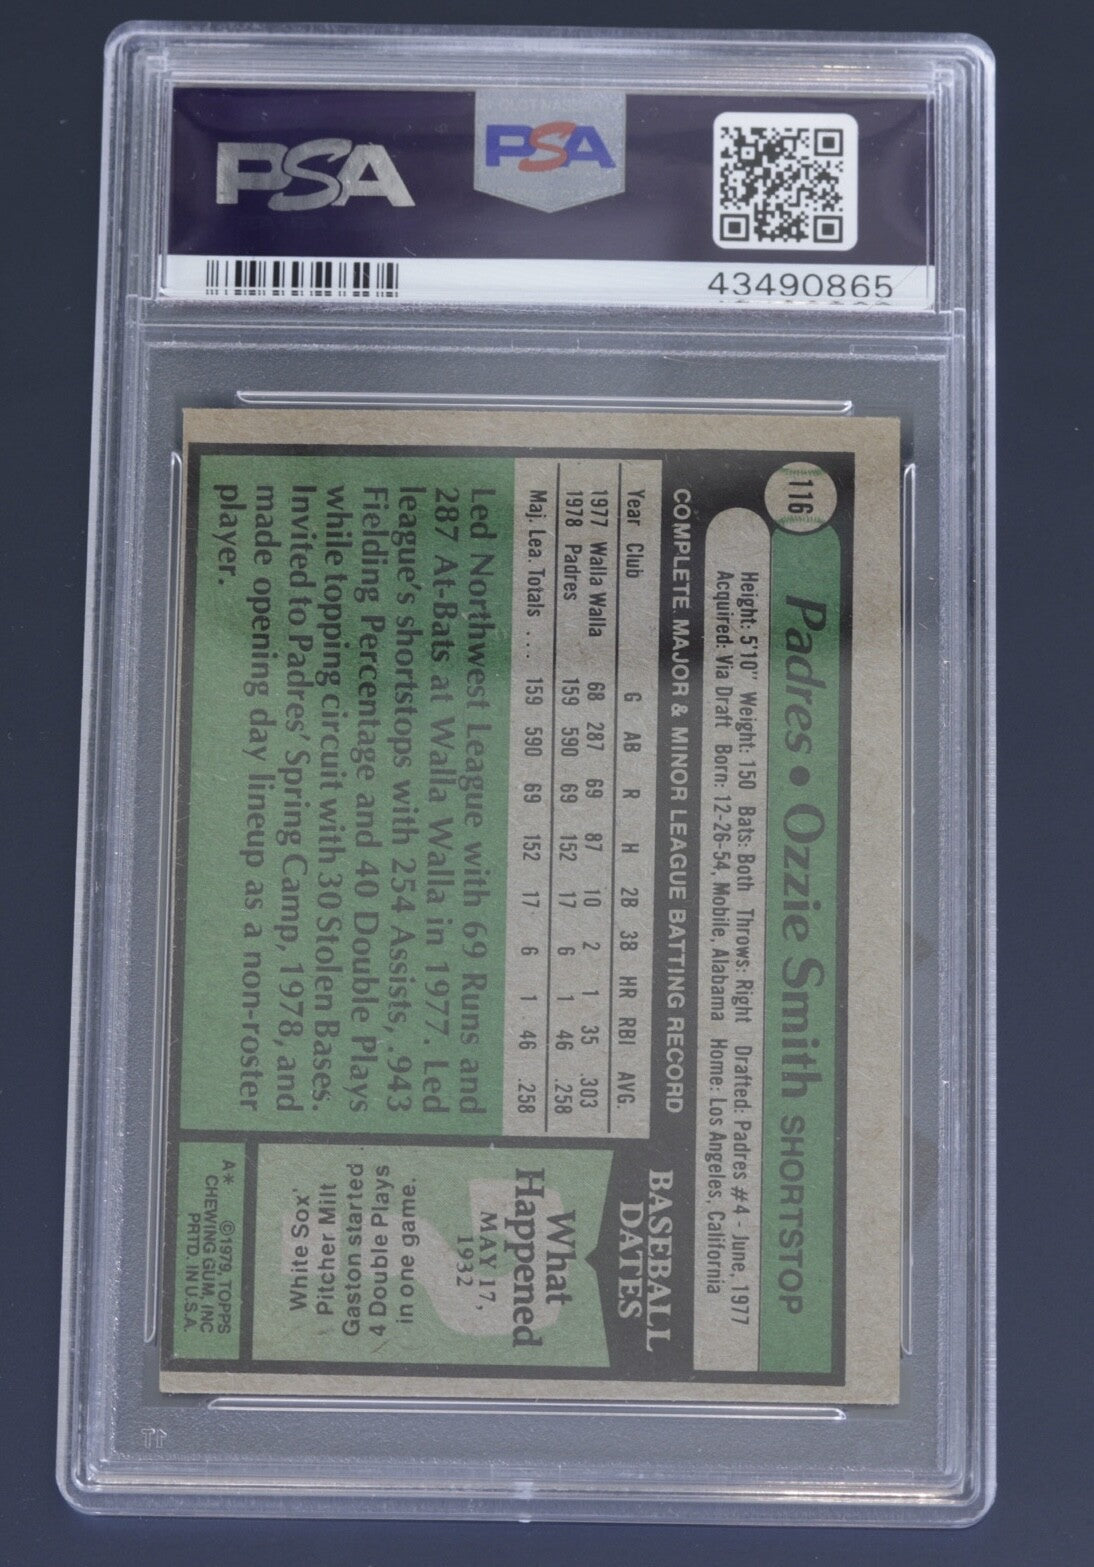 PSA
PSA
43490865
116
Padres • Ozzie Smith SHORTSTOP
Height: 5'10" Weight: 150 Bats: Both Throws: Right Drafted: Padres #4 - June, 1977
Acquired: Via Draft Born: 12-26-54, Mobile, Alabama Home: Los Angeles, California
COMPLETE MAJOR & MINOR LEAGUE BATTING RECORD
Year Club G AB R H 2B 3B HR RBI AVG.
1977 Walla Walla 68 287 69 87 10 2 1 35 .303
1978 Padres 159 590 69 152 17 6 1 46 .258
Maj. Lea. Totals ... 159 590 69 152 17 6 1 46 .258
Led Northwest League with 69 Runs and
287 At-Bats at Walla Walla in 1977. Led
league's shortstops with 254 Assists, .943
Fielding Percentage and 40 Double Plays
while topping circuit with 30 Stolen Bases.
Invited to Padres' Spring Camp, 1978, and
made opening day lineup as a non-roster
player.
BASEBALL
DATES
What
Happened
MAY 17,
1932
White Sox'
Pitcher Milt
Gaston started
4 Double Plays
in one game.
A* ©1979, TOPPS
CHEWING GUM, INC
PRTD. IN U.S.A.